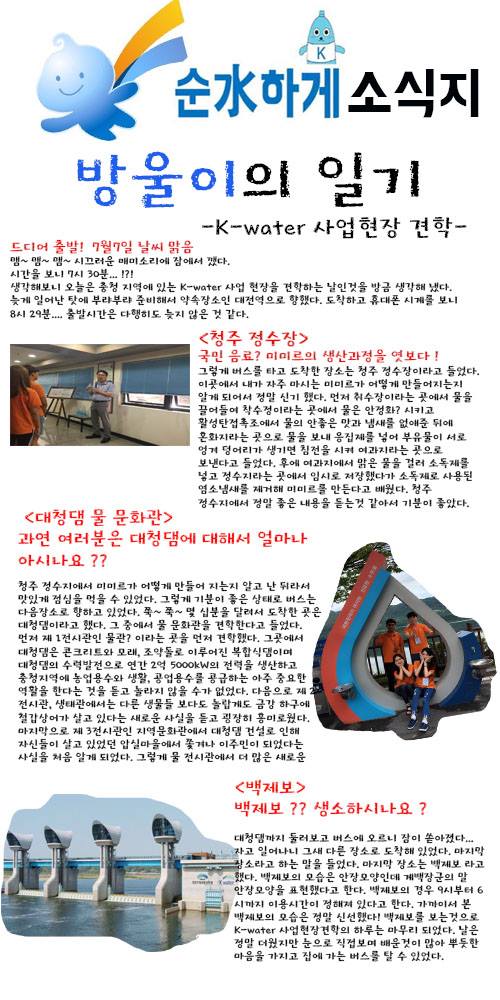 순水하게 소식지
K
방울이의 일기
-K-water 사업현장 견학-
드디어 출발! 7월7일 날씨 맑음
맴~ 맴~ 맴~ 시끄러운 매미소리에 잠에서 깼다.
시간을 보니 7시 30분... !?!
생각해보니 오늘은 충청 지역에 있는 K-water 사업 현장을 견학하는 날인것을 방금 생각해 냈다.
늦게 일어난 탓에 부랴부랴 준비해서 약속장소인 대전역으로 향했다. 도착하고 휴대폰 시계를 보니
8시 29분.... 출발시간은 다행히도 늦지 않은 것 같다.
<청주 정수장>
국민 음료? 미미르의 생산과정을 엿보다 !
그렇게 버스를 타고 도착한 장소는 청주 정수장이라고 들었다.
이곳에서 내가 자주 마시는 미미르가 어떻게 만들어지는지
알게 되어서 정말 신기 했다. 먼저 취수장이라는 곳에서 물을
끌어들여 착수정이라는 곳에서 물은 안정화? 시키고
활성탄접촉조에서 물의 안좋은 맛과 냄새를 없애준 뒤에
혼화지라는 곳으로 물을 보내 응집제를 넣어 부유물이 서로
엉겨 덩어리가 생기면 침전을 시켜 여과지라는 곳으로
보낸다고 들었다. 후에 여과지에서 맑은 물을 걸러 소독제를
넣고 정수지라는 곳에서 임시로 저장했다가 소독제로 사용된
염소냄새를 제거해 미미르를 만든다고 배웠다. 청주
정수지에서 정말 좋은 내용을 듣는것 같아서 기분이 좋았다.
<대청댐 물 문화관>
과연 여러분은 대청댐에 대해서 얼마나
아시나요 ??
청주 정수지에서 미미르가 어떻게 만들어 지는지 알고 난 뒤라서
맛있게 점심을 먹을 수 있었다. 그렇게 기분이 좋은 상태로 버스는
다음장소로 향하고 있었다. 쭉~ 쭉~ 몇 십분을 달려서 도착한 곳은
대청댐이라고 했다. 그 중에서 물 문화관을 견학한다고 들었다.
먼저 제 1전시관인 물관? 이라는 곳을 먼저 견학했다. 그곳에서
대청댐은 콘크리트와 모래, 조약돌로 이루어진 복합식댐이며
대청댐의 수력발전으로 연간 2억 5000kW의 전력을 생산하고
충청지역에 농업용수와 생활, 공업용수를 공급하는 아주 중요한
역활을 한다는 것을 듣고 놀라지 않을 수가 없었다. 다음으로 제 2
전시관, 생태관에서는 다른 생물들 보다도 놀랍게도 금강 하구에
철갑상어가 살고 있다는 새로운 사실을 듣고 굉장히 흥미로웠다.
마지막으로 제 3전시관인 지역문화관에서 대청댐 건설로 인해
자신들이 살고 있었던 압실마을에서 쫓겨나 이주민이 되었다는
사실을 처음 알게 되었다. 그렇게 물 전시관에서 더 많은 새로운
<백제보>
백제보 ?? 생소하시나요 ?
대청댐까지 둘러보고 버스에 오르니 잠이 쏟아졌다...
자고 일어나니 그새 다른 장소로 도착해 있었다. 마지막
장소라고 하는 말을 들었다. 마지막 장소는 백제보 라고
했다. 백제보의 모습은 안장모양인데 계백장군의 말
안장모양을 표현했다고 한다. 백제보의 경우 9시부터 6
시까지 이용시간이 정해져 있다고 한다. 가까이서 본
백제보의 모습은 정말 신선했다! 백제보를 보는것으로
K-water 사업현장견학의 하루는 마무리 되었다. 날은
정말 더웠지만 눈으로 직접보며 배운것이 많아 뿌듯한
마음을 가지고 집에 가는 버스를 탈 수 있었다.